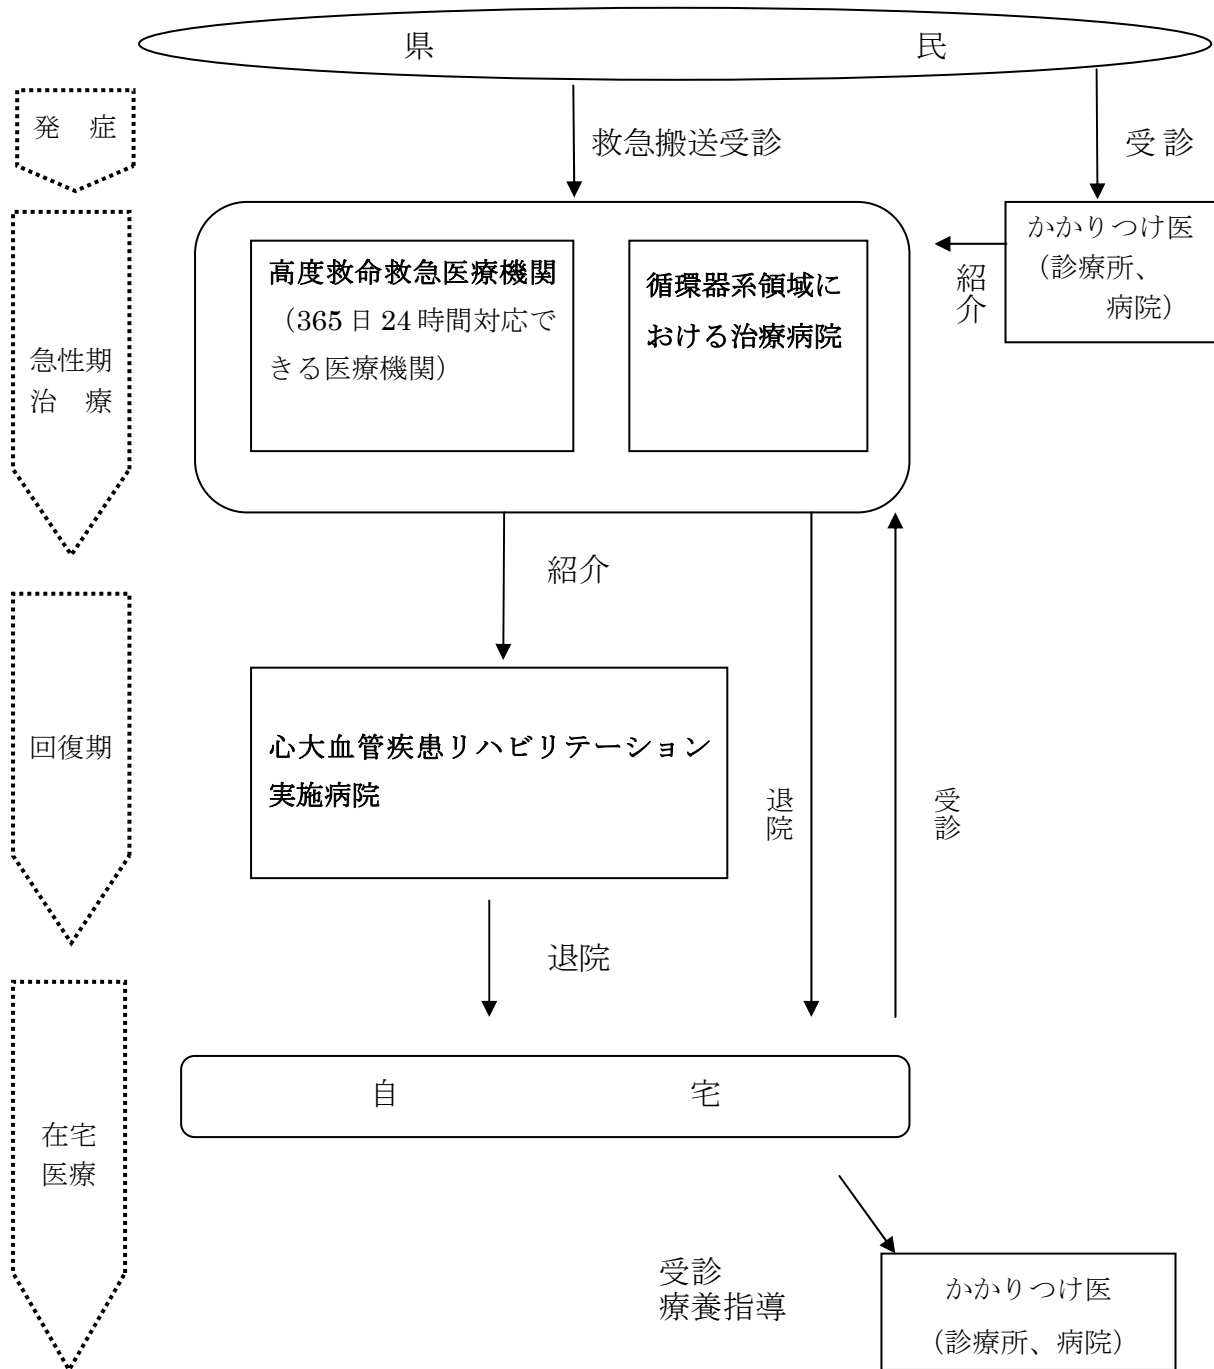 県　民
発　症
救急搬送受診
受 診
高度救命救急医療機関
（365 日 24 時間対応で
きる医療機関）
循環器系領域に
おける治療病院
紹介
かかりつけ医
（診療所、
病院）
急性期
治　療
紹介
回復期
心大血管疾患リハビリテーション
実施病院
退院
受診
退院
自　宅
在宅
医療
受診
療養指導
かかりつけ医
（診療所、病院）